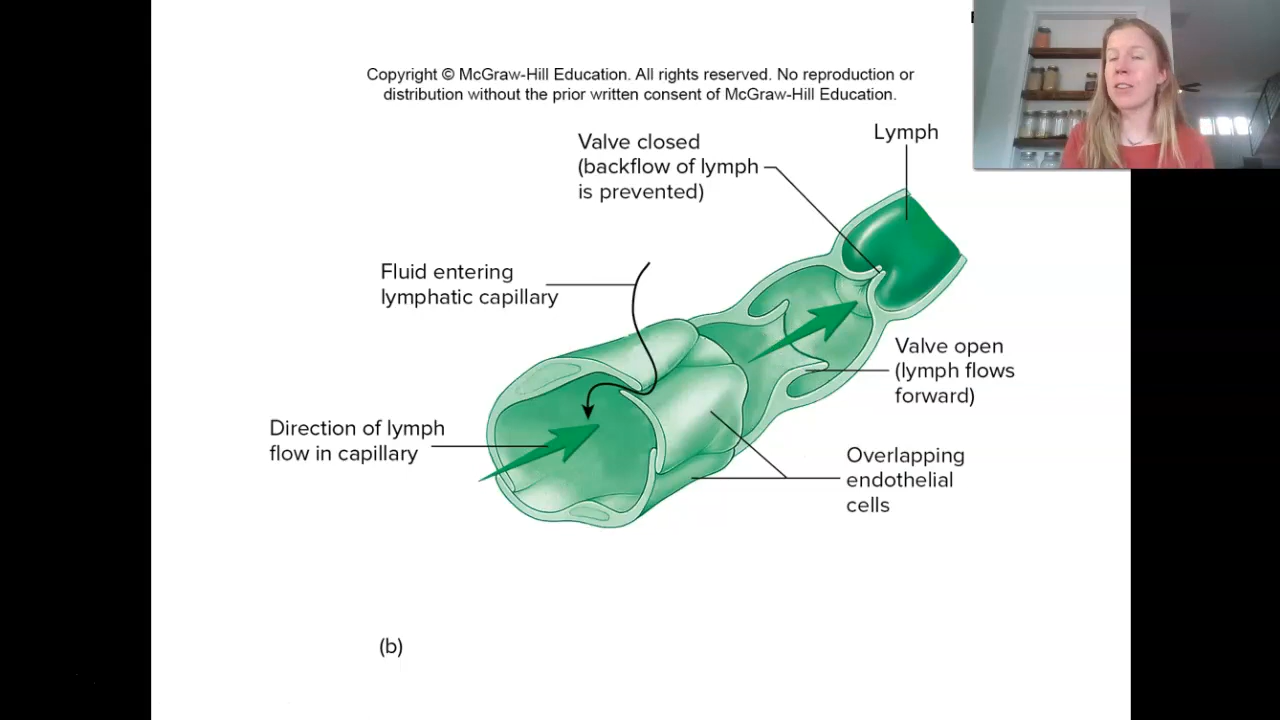 Copyright © McGraw-Hill Education. All rights reserved. No reproduction or
distribution without the prior written consent of McGraw-Hill Education.
Valve closed
(backflow of lymph
is prevented)
Lymph
Fluid entering
lymphatic capillary
Valve open
(lymph flows
forward)
Direction of lymph
flow in capillary
Overlapping
endothelial
cells
(b)